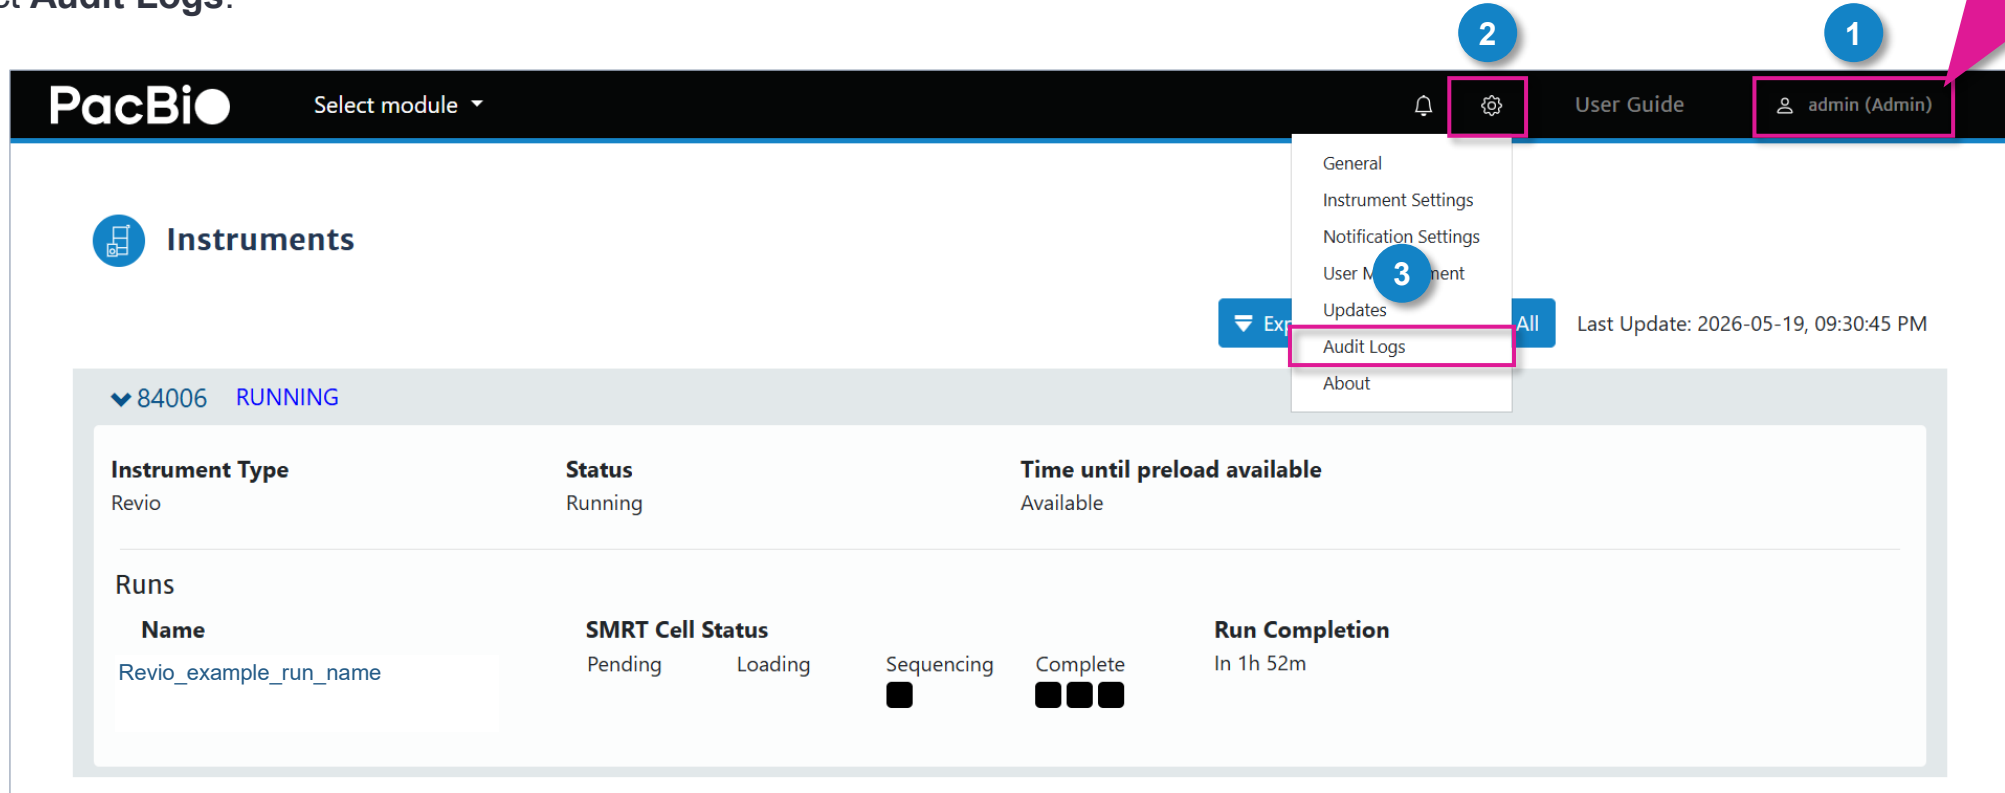 Audit Logs.
2
1
PacBio
Select module
User Guide
admin (Admin)
General
Instrument Settings
Notification Settings
User M
3
ment
Instruments
Updates
Exp
All
Last Update: 2026-05-19, 09:30:45 PM
Audit Logs
About
84006 RUNNING
Instrument Type
Status
Time until preload available
Revio
Running
Available
Runs
Name
SMRT Cell Status
Run Completion
Pending
Loading
Sequencing
Complete
In 1h 52m
Revio_example_run_name